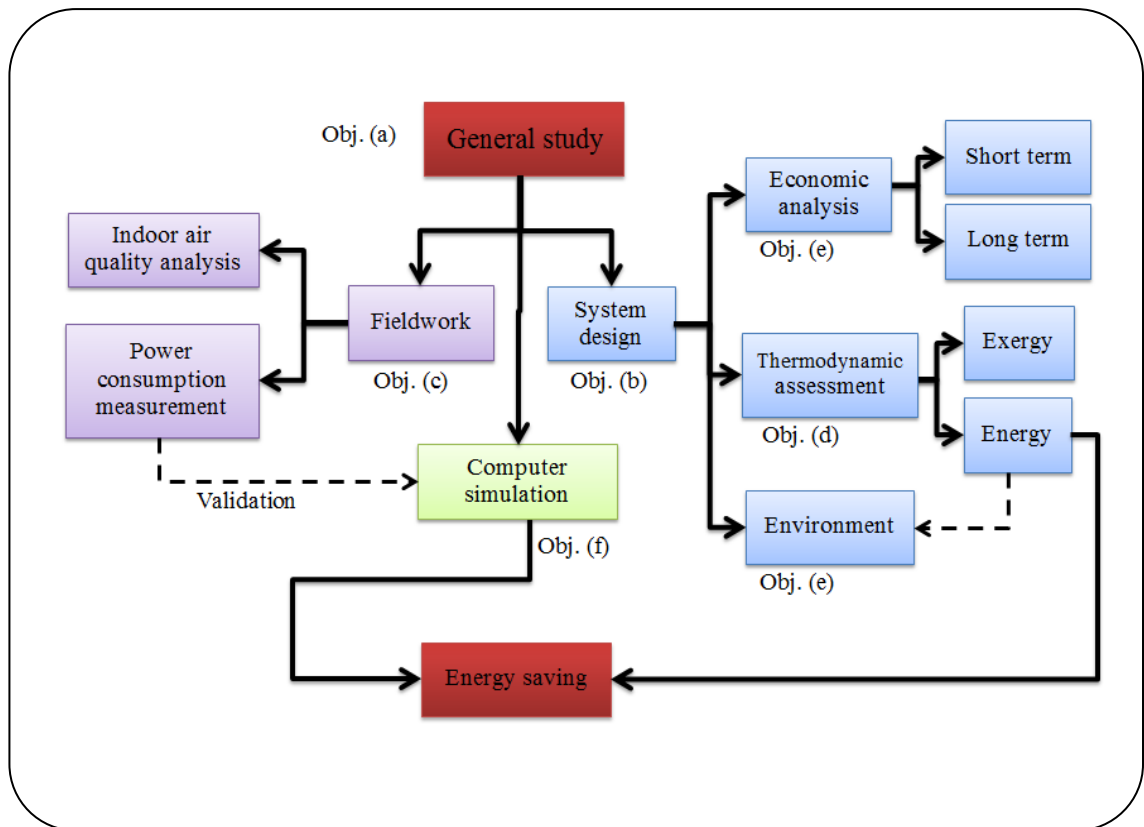 Obj. (a)
General study
Indoor air
quality analysis
Power
consumption
measurement
Fieldwork
Obj. (c)
Validation
System
design
Obj. (b)
Computer
simulation
Obj. (f)
Economic
analysis
Obj. (e)
Short term
Long term
Thermodynamic
assessment
Obj. (d)
Exergy
Energy
Environment
Obj. (e)
Energy saving